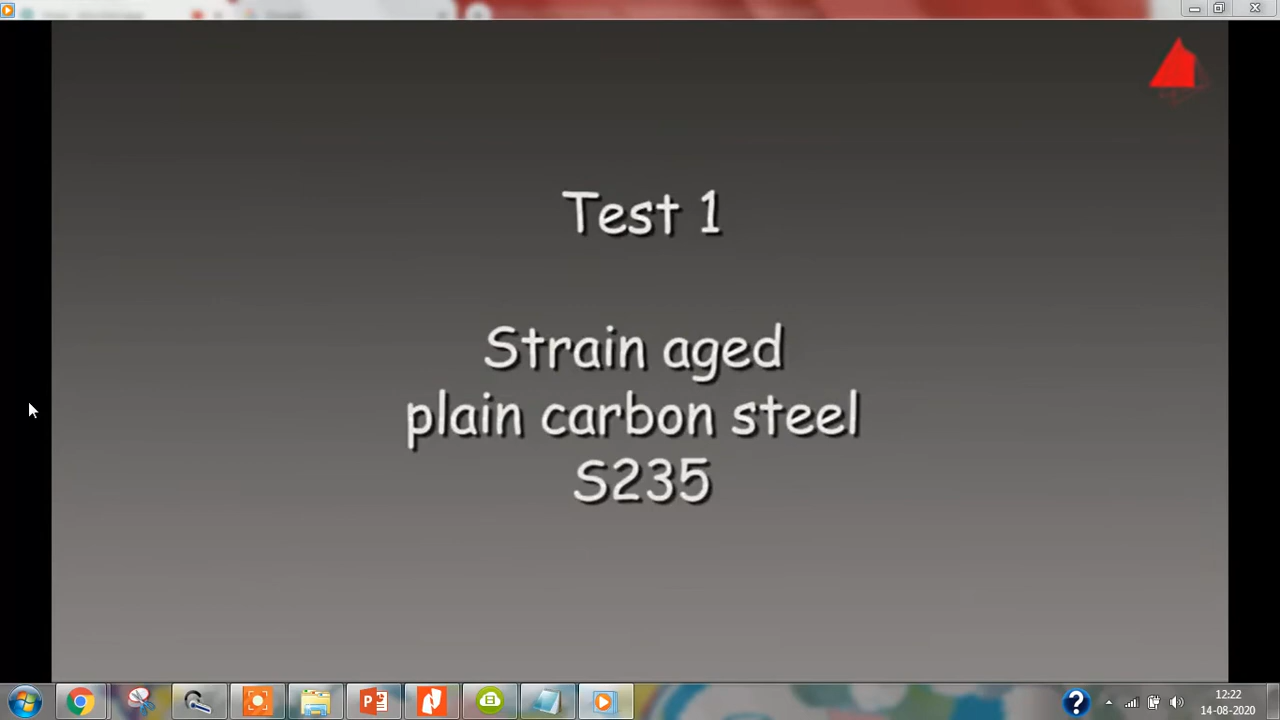 Test 1
Strain aged
plain carbon steel
S235
12:22
14-08-2020